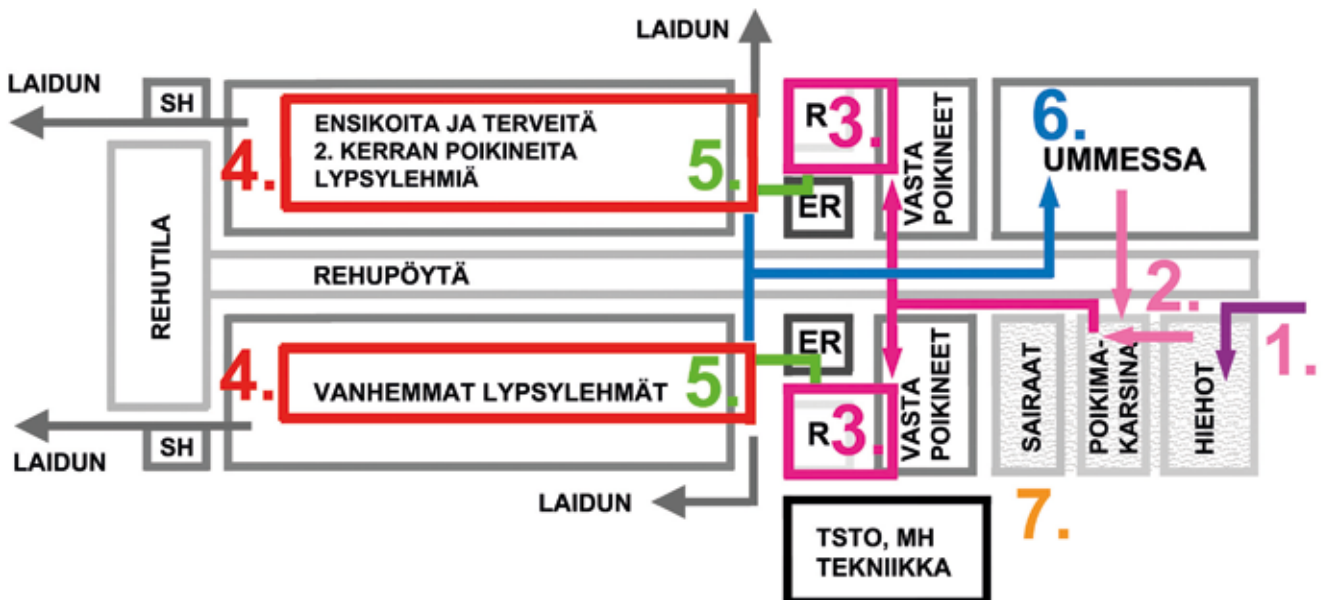 LAIDUN
LAIDUN
SH
4.
ENSIKOITA JA TERVEITÄ
2. KERRAN POIKINEITA
LYPSYLEHMIÄ
5.
R
3.
ER
VASTA
POIKINEET
6.
UMMESSA
REHUTILA
REHUPÖYTÄ
2.
1.
4.
VANHEMMAT LYPSYLEHMÄT
5.
ER
R
3.
VASTA
POIKINEET
SAIRAAT
POIKIMA-
KARSINA
HIEHOT
LAIDUN
SH
LAIDUN
7.
TSTO, MH
TEKNIIKKA